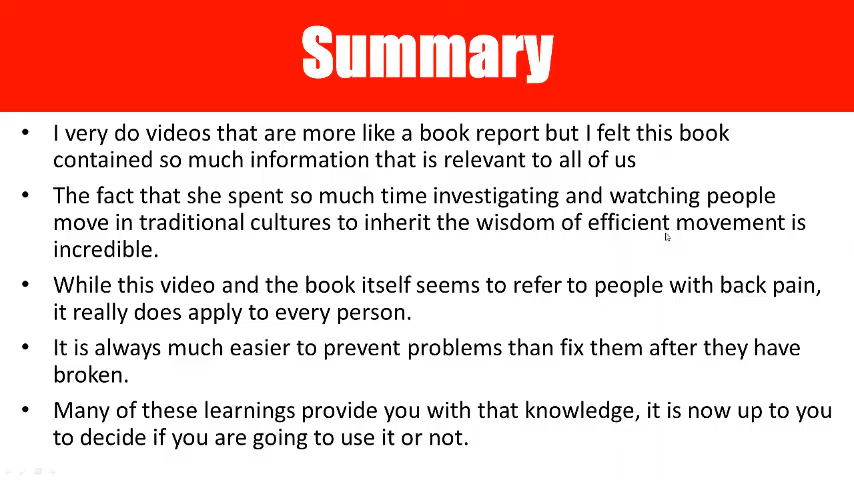 Summary
• I very do videos that are more like a book report but I felt this book
contained so much information that is relevant to all of us
• The fact that she spent so much time investigating and watching people
move in traditional cultures to inherit the wisdom of efficient movement is
incredible.
• While this video and the book itself seems to refer to people with back pain,
it really does apply to every person.
• It is always much easier to prevent problems than fix them after they have
broken.
• Many of these learnings provide you with that knowledge, it is now up to you
to decide if you are going to use it or not.